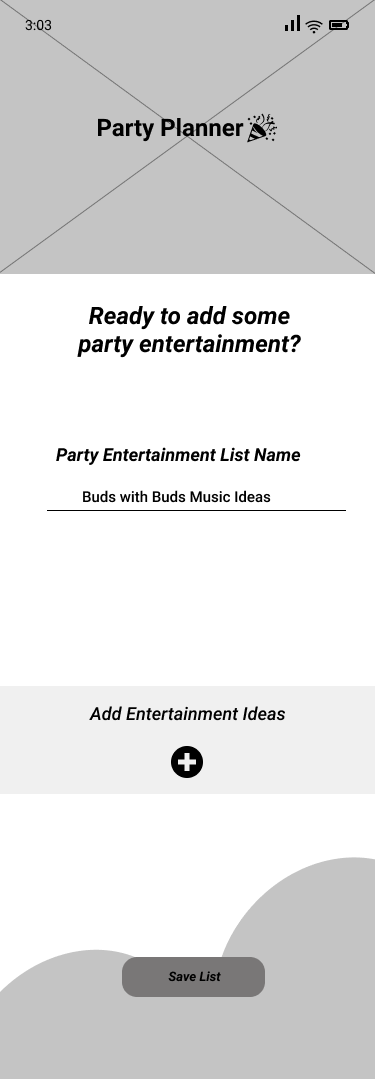 3:03
Party Planner
Ready to add some
party entertainment?
Party Entertainment List Name
Buds with Buds Music Ideas
Add Entertainment Ideas
Save List